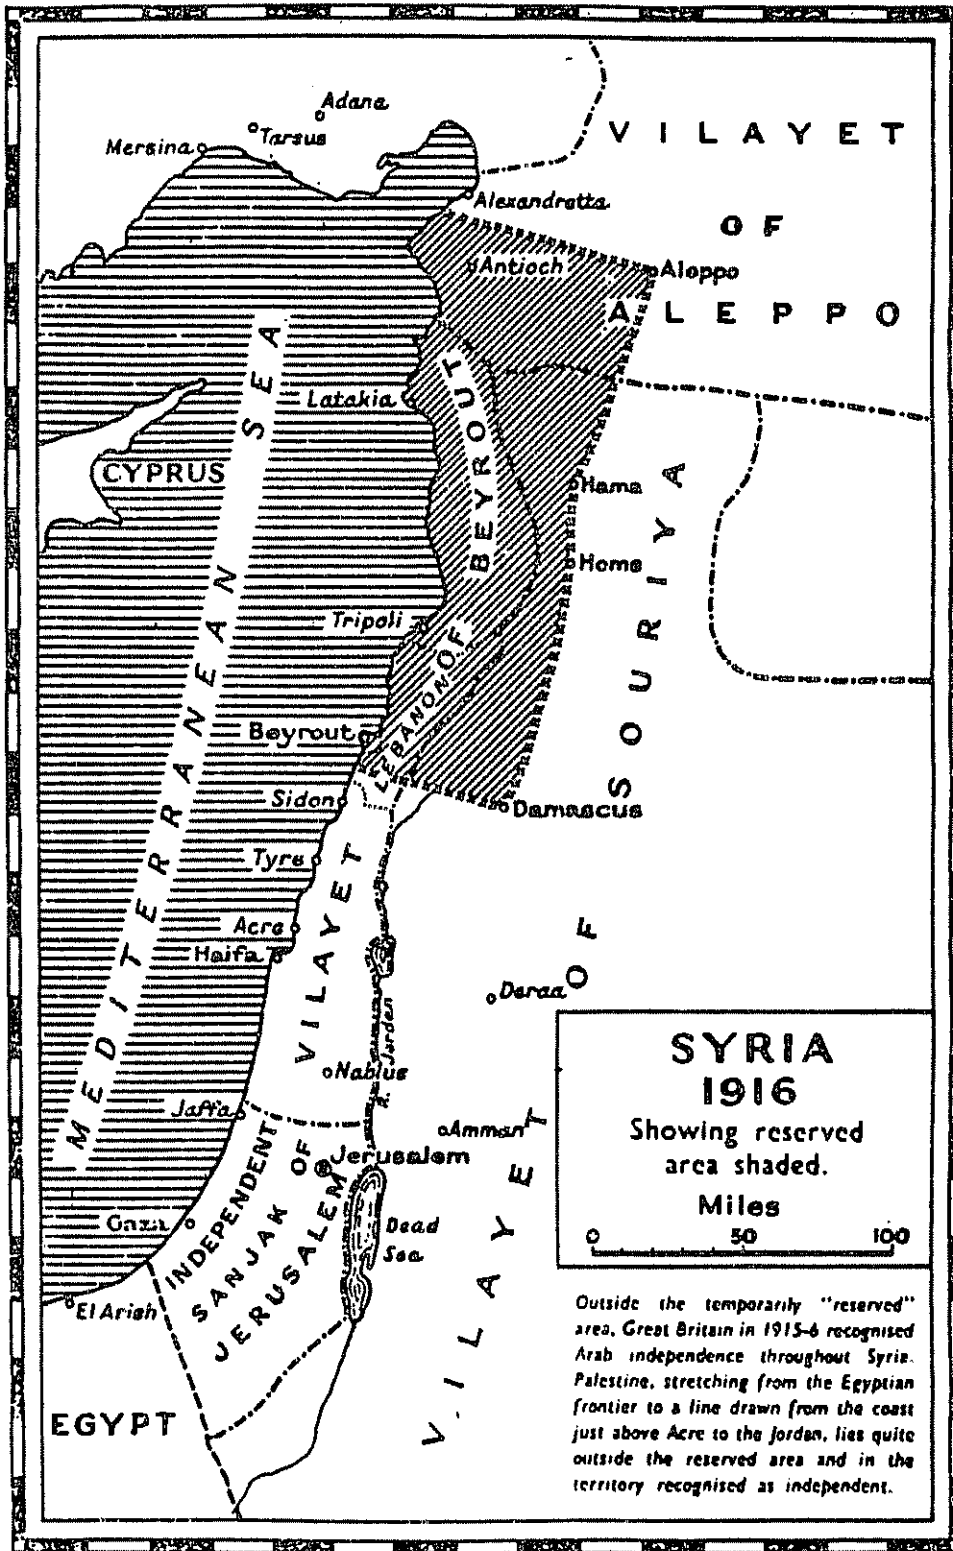 Adana
Tarsus
Mersina
VILAYET
OF
ALEPPO
Alexandretta
Antioch
Aleppo
Latakia
CYPRUS
MEDITERRANEAN SEA
Hama
Homs
Tripoli
VILAYET OF BEYROUT
LEBANON
Beyrout
Sidon
Damascus
Tyre
Acre
Haifa
VILAYET OF SOURIYA
Deraa
R. Jordan
Nablus
Jaffa
Amman
Jerusalem
INDEPENDENT
SANJAK OF
JERUSALEM
Dead
Sea
Gaza
El Arish
EGYPT
SYRIA
1916
Showing reserved
area shaded.
Miles
0 50 100
Outside the temporarily "reserved"
area, Great Britain in 1915-6 recognised
Arab independence throughout Syria.
Palestine, stretching from the Egyptian
frontier to a line drawn from the coast
just above Acre to the Jordan, lies quite
outside the reserved area and in the
territory recognised as independent.